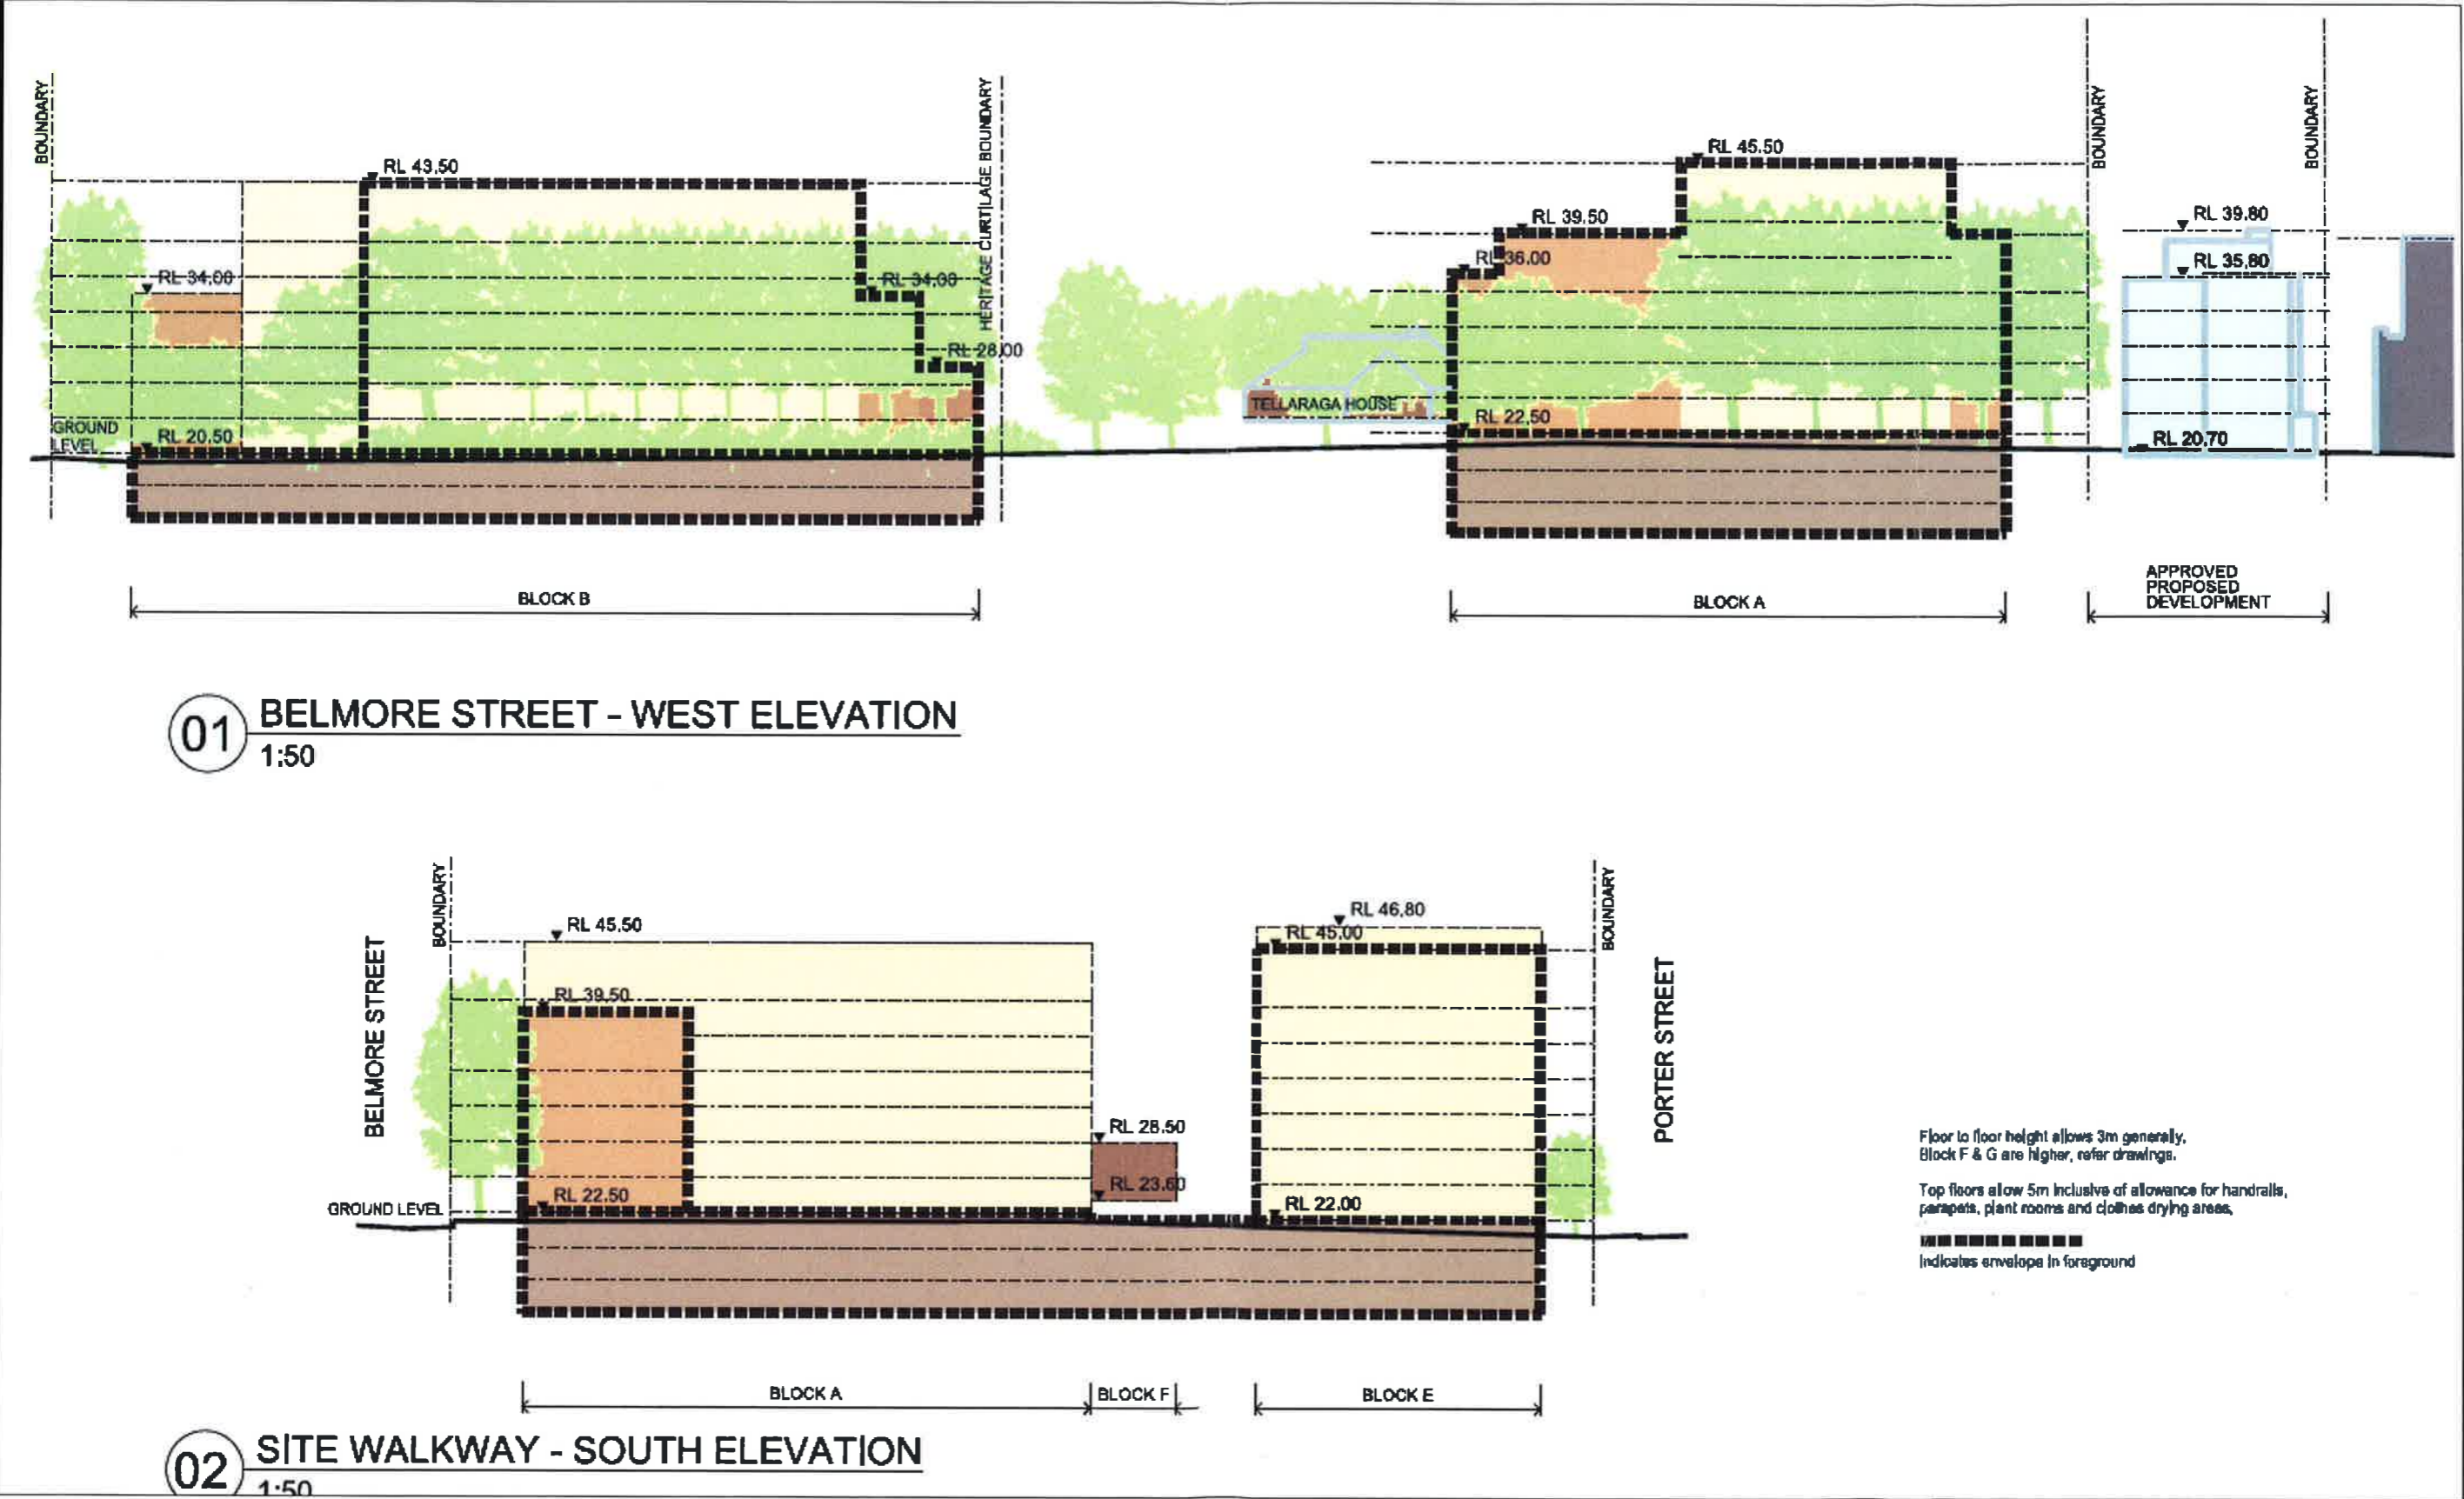 BOUNDARY
HERITAGE CURTILAGE BOUNDARY
BOUNDARY
BOUNDARY
RL 43.50
RL 45.50
RL 39.50
RL 39.80
RL 36.00
RL 35.80
RL 34.00
RL 34.00
RL 28.00
TELLARAGA HOUSE
RL 22.50
GROUND
LEVEL
RL 20.50
RL 20.70
BLOCK B
BLOCK A
APPROVED
PROPOSED
DEVELOPMENT
01
BELMORE STREET - WEST ELEVATION
1:50
BELMORE STREET
BOUNDARY
BOUNDARY
PORTER STREET
RL 45.50
RL 46.80
RL 45.00
RL 39.50
RL 28.50
RL 23.60
RL 22.50
RL 22.00
GROUND LEVEL
Floor to floor height allows 3m generally,
Block F & G are higher, refer drawings.
Top floors allow 5m inclusive of allowance for handrails,
parapets, plant rooms and clothes drying areas,
Indicates envelope in foreground
BLOCK A
BLOCK F
BLOCK E
02
SITE WALKWAY - SOUTH ELEVATION
1:50